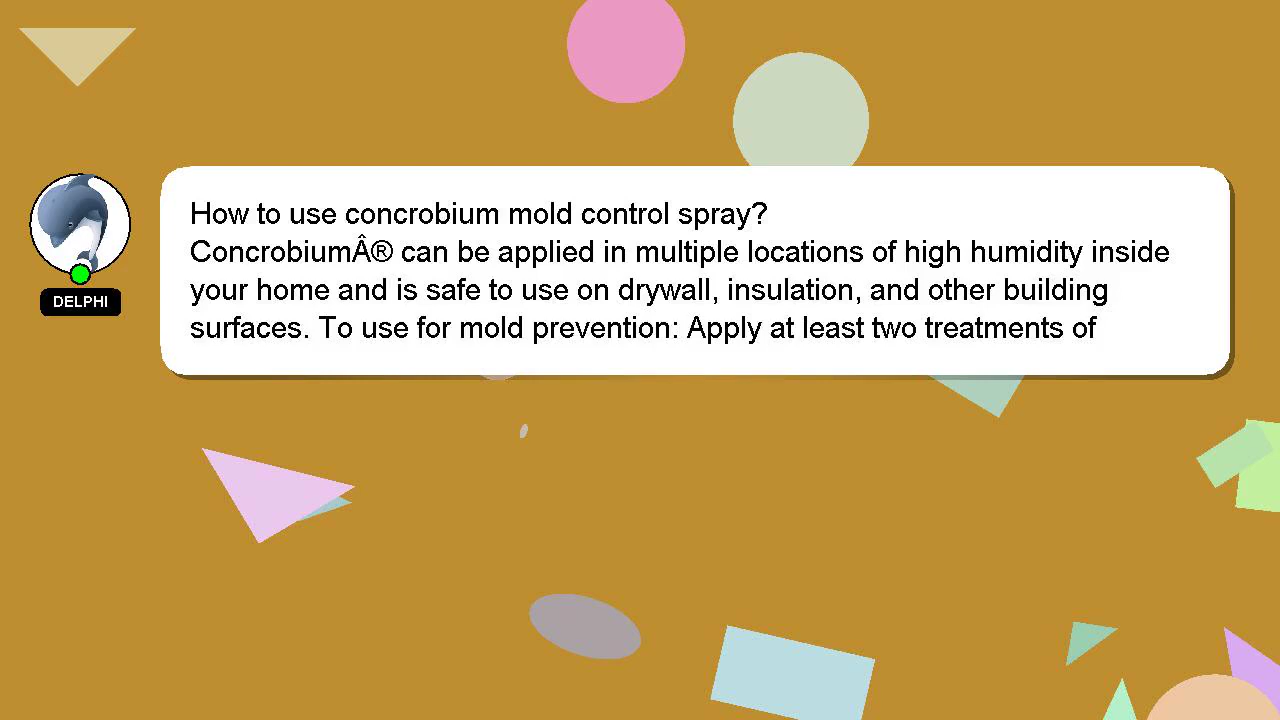 How to use concrobium mold control spray?
ConcrobiumÂ® can be applied in multiple locations of high humidity inside
your home and is safe to use on drywall, insulation, and other building
surfaces. To use for mold prevention: Apply at least two treatments of
DELPHI